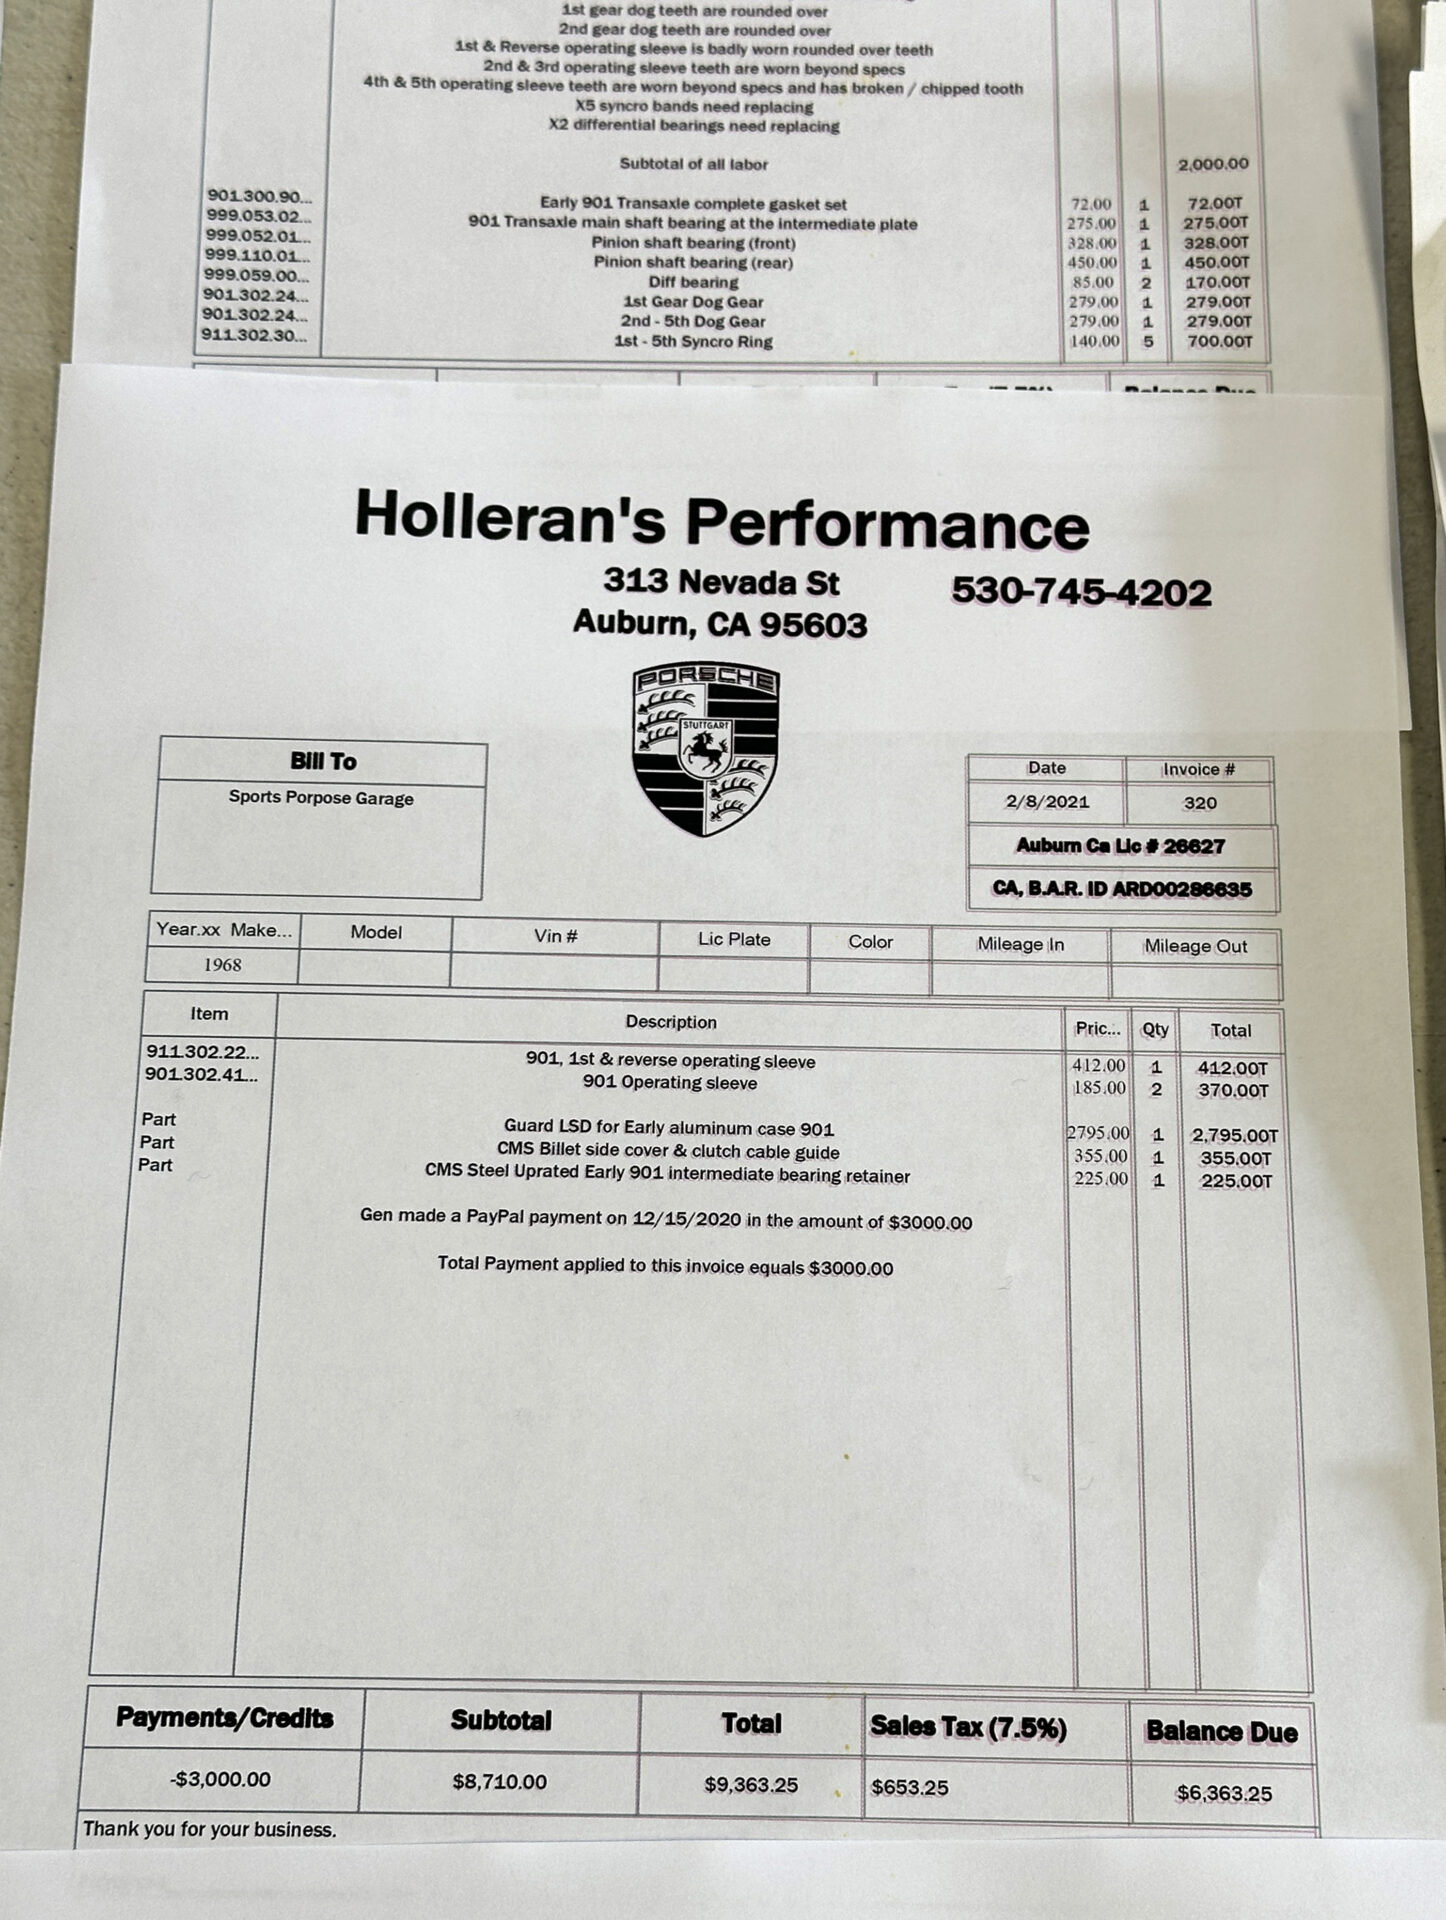 1st gear dog teeth are rounded over
2nd gear dog teeth are rounded over
1st & Reverse operating sleeve is badly worn rounded over teeth
2nd & 3rd operating sleeve teeth are worn beyond specs
4th & 5th operating sleeve teeth are worn beyond specs and has broken / chipped tooth
X5 syncro bands need replacing
X2 differential bearings need replacing
Subtotal of all labor 2,000.00
901.300.90... Early 901 Transaxle complete gasket set 72.00 1 72.00T
999.053.02... 901 Transaxle main shaft bearing at the intermediate plate 275.00 1 275.00T
999.052.01... Pinion shaft bearing (front) 328.00 1 328.00T
999.110.01... Pinion shaft bearing (rear) 450.00 1 450.00T
999.059.00... Diff bearing 85.00 2 170.00T
901.302.24... 1st Gear Dog Gear 279.00 1 279.00T
901.302.24... 2nd - 5th Dog Gear 279.00 1 279.00T
911.302.30... 1st - 5th Syncro Ring 140.00 5 700.00T
Balance Due
Holleran's Performance
313 Nevada St 530-745-4202
Auburn, CA 95603
PORSCHE
STUTTGART
Bill To
Sports Porpose Garage
Date Invoice #
2/8/2021 320
Auburn Ca Lic # 26627
CA, B.A.R. ID ARD00286635
Year.xx Make... Model Vin # Lic Plate Color Mileage In Mileage Out
1968
Item Description Pric... Qty Total
911.302.22... 901, 1st & reverse operating sleeve 412.00 1 412.00T
901.302.41... 901 Operating sleeve 185.00 2 370.00T
Part Guard LSD for Early aluminum case 901 2795.00 1 2,795.00T
Part CMS Billet side cover & clutch cable guide 355.00 1 355.00T
Part CMS Steel Uprated Early 901 intermediate bearing retainer 225.00 1 225.00T
Gen made a PayPal payment on 12/15/2020 in the amount of $3000.00
Total Payment applied to this invoice equals $3000.00
Payments/Credits Subtotal Total Sales Tax (7.5%) Balance Due
-$3,000.00 $8,710.00 $9,363.25 $653.25 $6,363.25
Thank you for your business.